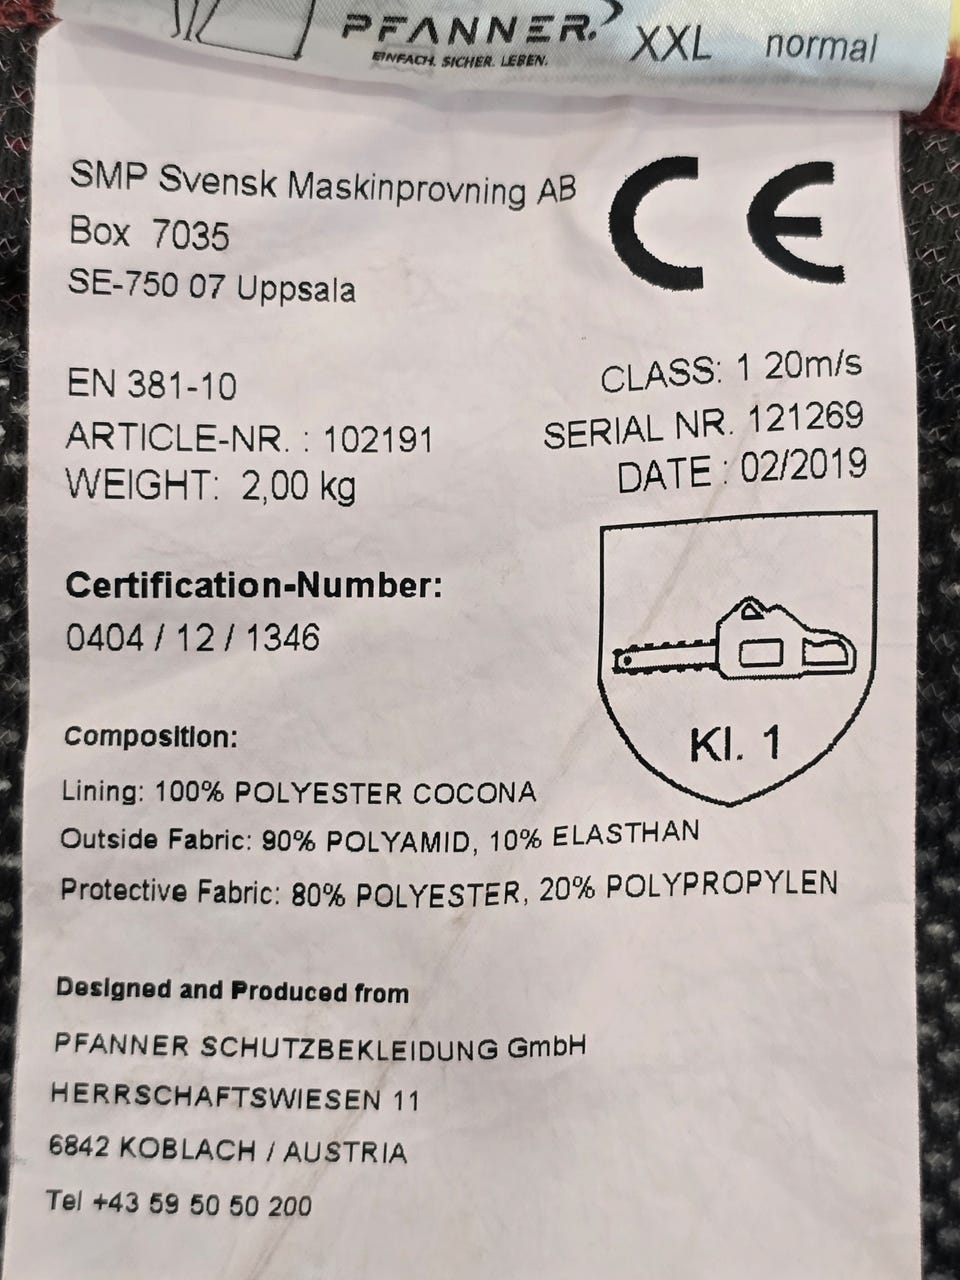 PFANNER.
EINFACH. SICHER. LEBEN.
XXL normal
SMP Svensk Maskinprovning AB
Box 7035
SE-750 07 Uppsala
CE
EN 381-10
ARTICLE-NR. : 102191
WEIGHT: 2,00 kg
CLASS: 1 20m/s
SERIAL NR. 121269
DATE : 02/2019
Certification-Number:
0404 / 12 / 1346
Kl. 1
Composition:
Lining: 100% POLYESTER COCONA
Outside Fabric: 90% POLYAMID, 10% ELASTHAN
Protective Fabric: 80% POLYESTER, 20% POLYPROPYLEN
Designed and Produced from
PFANNER SCHUTZBEKLEIDUNG GmbH
HERRSCHAFTSWIESEN 11
6842 KOBLACH / AUSTRIA
Tel +43 59 50 50 200